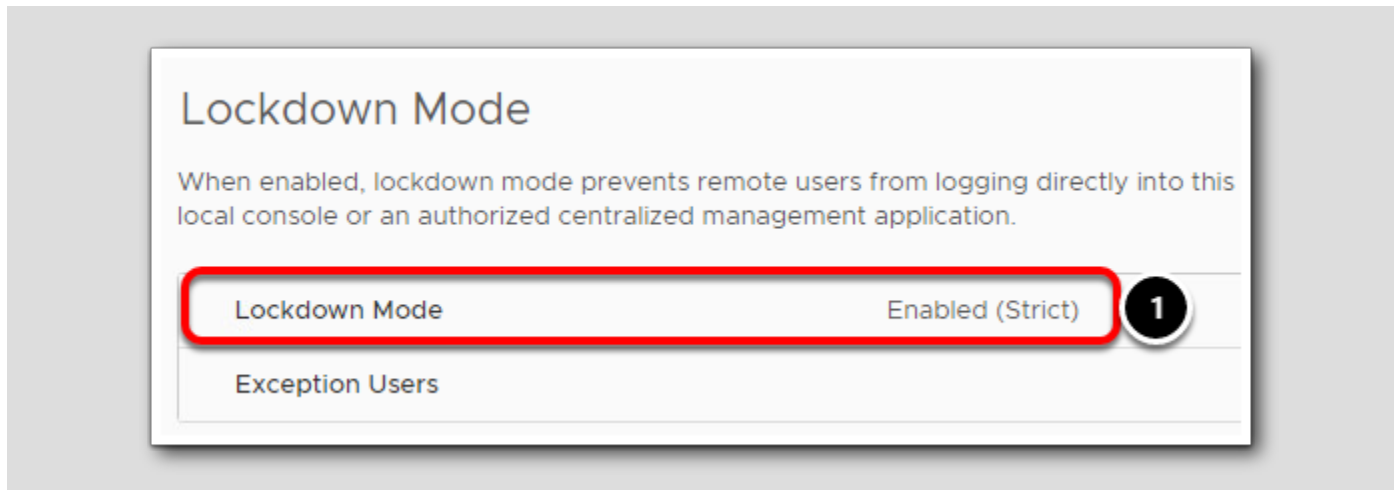 Lockdown Mode
When enabled, lockdown mode prevents remote users from logging directly into this
local console or an authorized centralized management application.
Lockdown Mode Enabled (Strict) 1
Exception Users